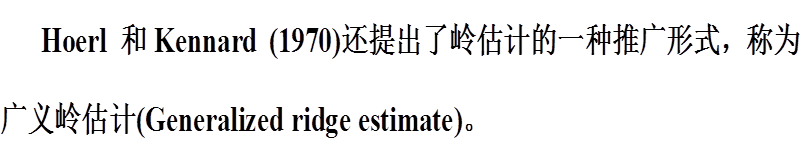 Hoerl 和 Kennard (1970)还提出了岭估计的一种推广形式，称为
广义岭估计(Generalized ridge estimate)。